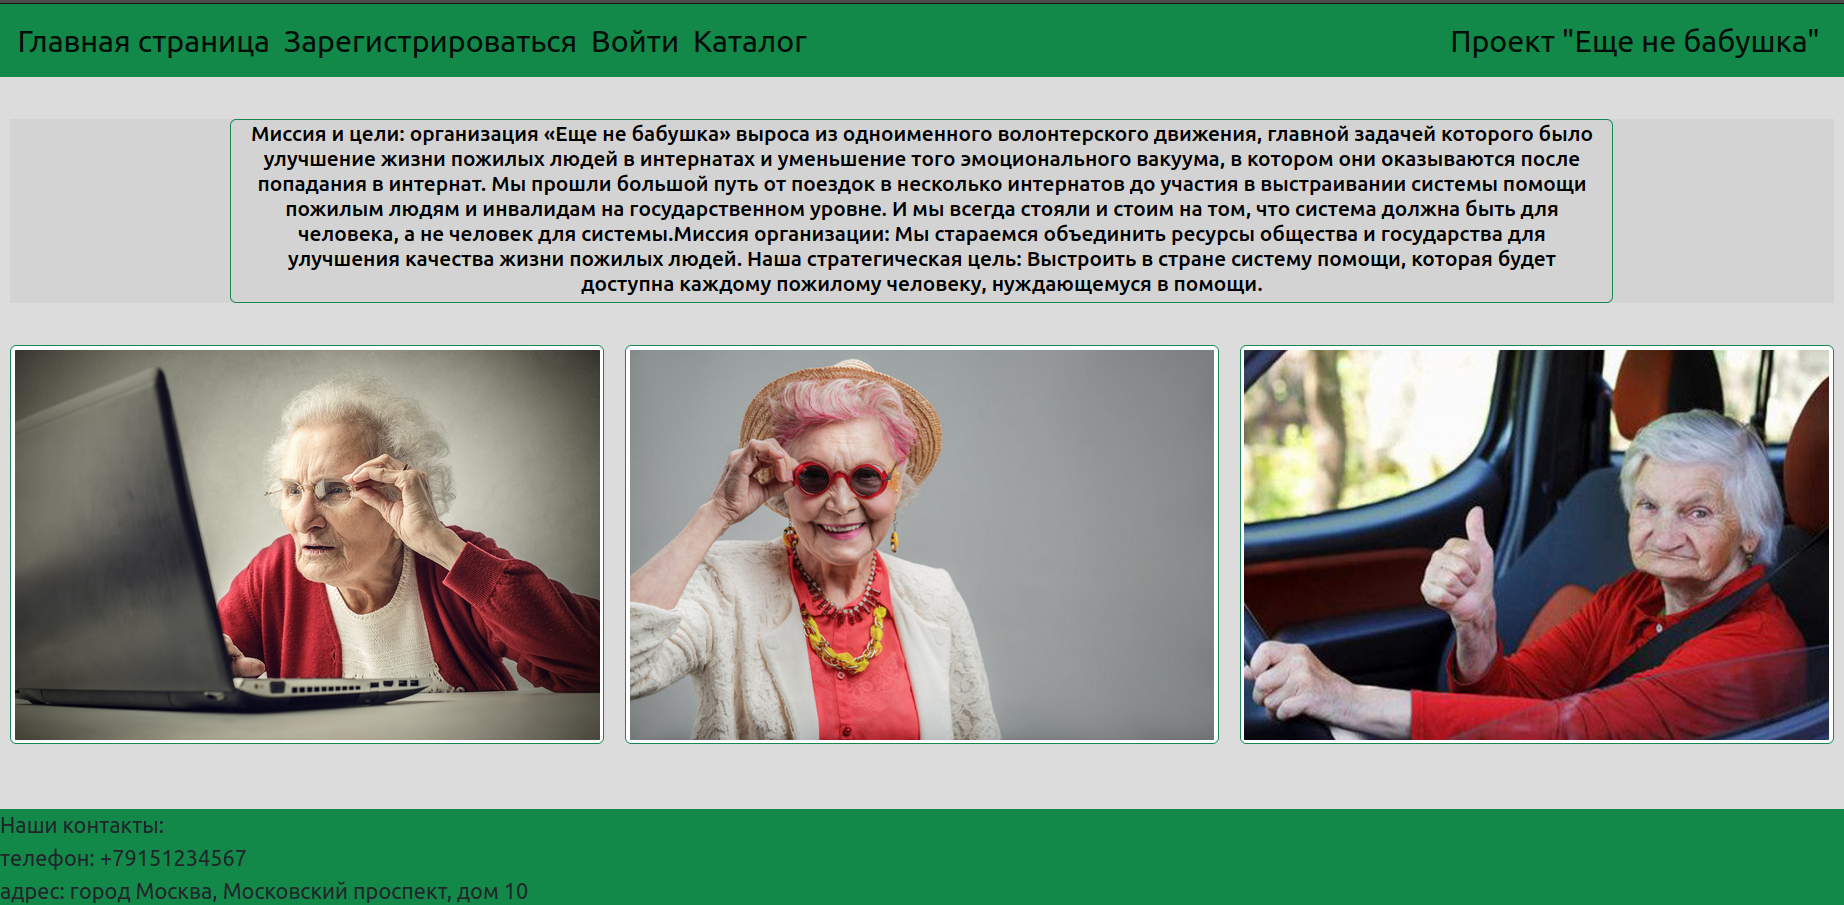 Главная страница Зарегистрироваться Войти Каталог Проект "Еще не бабушка"
Миссия и цели: организация «Еще не бабушка» выроса из одноименного волонтерского движения, главной задачей которого было
улучшение жизни пожилых людей в интернатах и уменьшение того эмоционального вакуума, в котором они оказываются после
попадания в интернат. Мы прошли большой путь от поездок в несколько интернатов до участия в выстраивании системы помощи
пожилым людям и инвалидам на государственном уровне. И мы всегда стояли и стоим на том, что система должна быть для
человека, а не человек для системы.Миссия организации: Мы стараемся объединить ресурсы общества и государства для
улучшения качества жизни пожилых людей. Наша стратегическая цель: Выстроить в стране систему помощи, которая будет
доступна каждому пожилому человеку, нуждающемуся в помощи.
Наши контакты:
телефон: +79151234567
адрес: город Москва, Московский проспект, дом 10